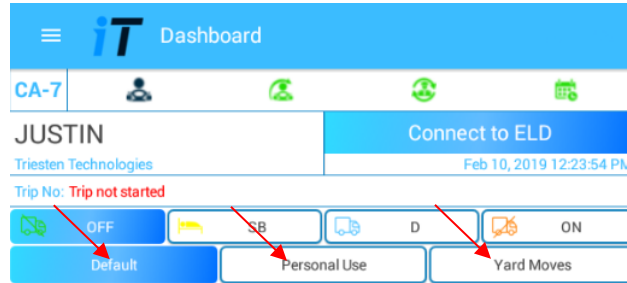 iT Dashboard
CA-7
JUSTIN
Connect to ELD
Triesten Technologies
Feb 10, 2019 12:23:54 PM
Trip No: Trip not started
OFF SB D ON
Default Personal Use Yard Moves